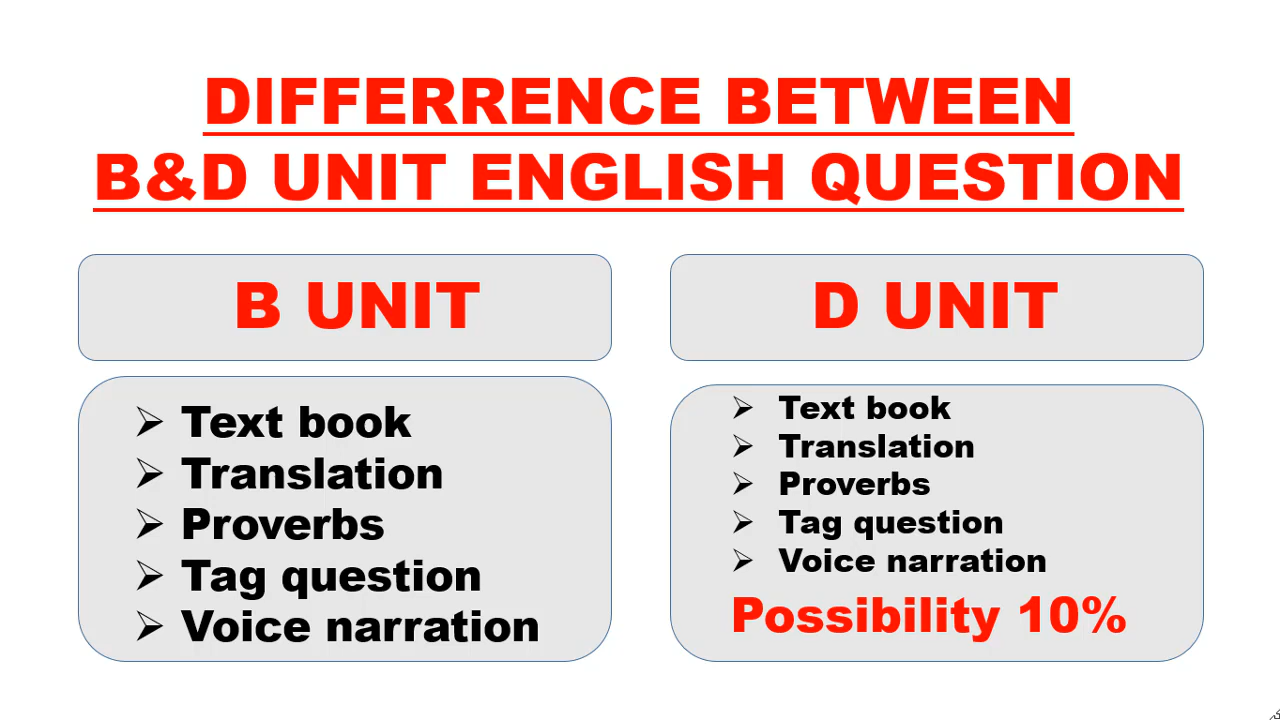 DIFFERRENCE BETWEEN
B&D UNIT ENGLISH QUESTION
B UNIT
Text book
Translation
Proverbs
Tag question
Voice narration
D UNIT
Text book
Translation
Proverbs
Tag question
Voice narration
Possibility 10%